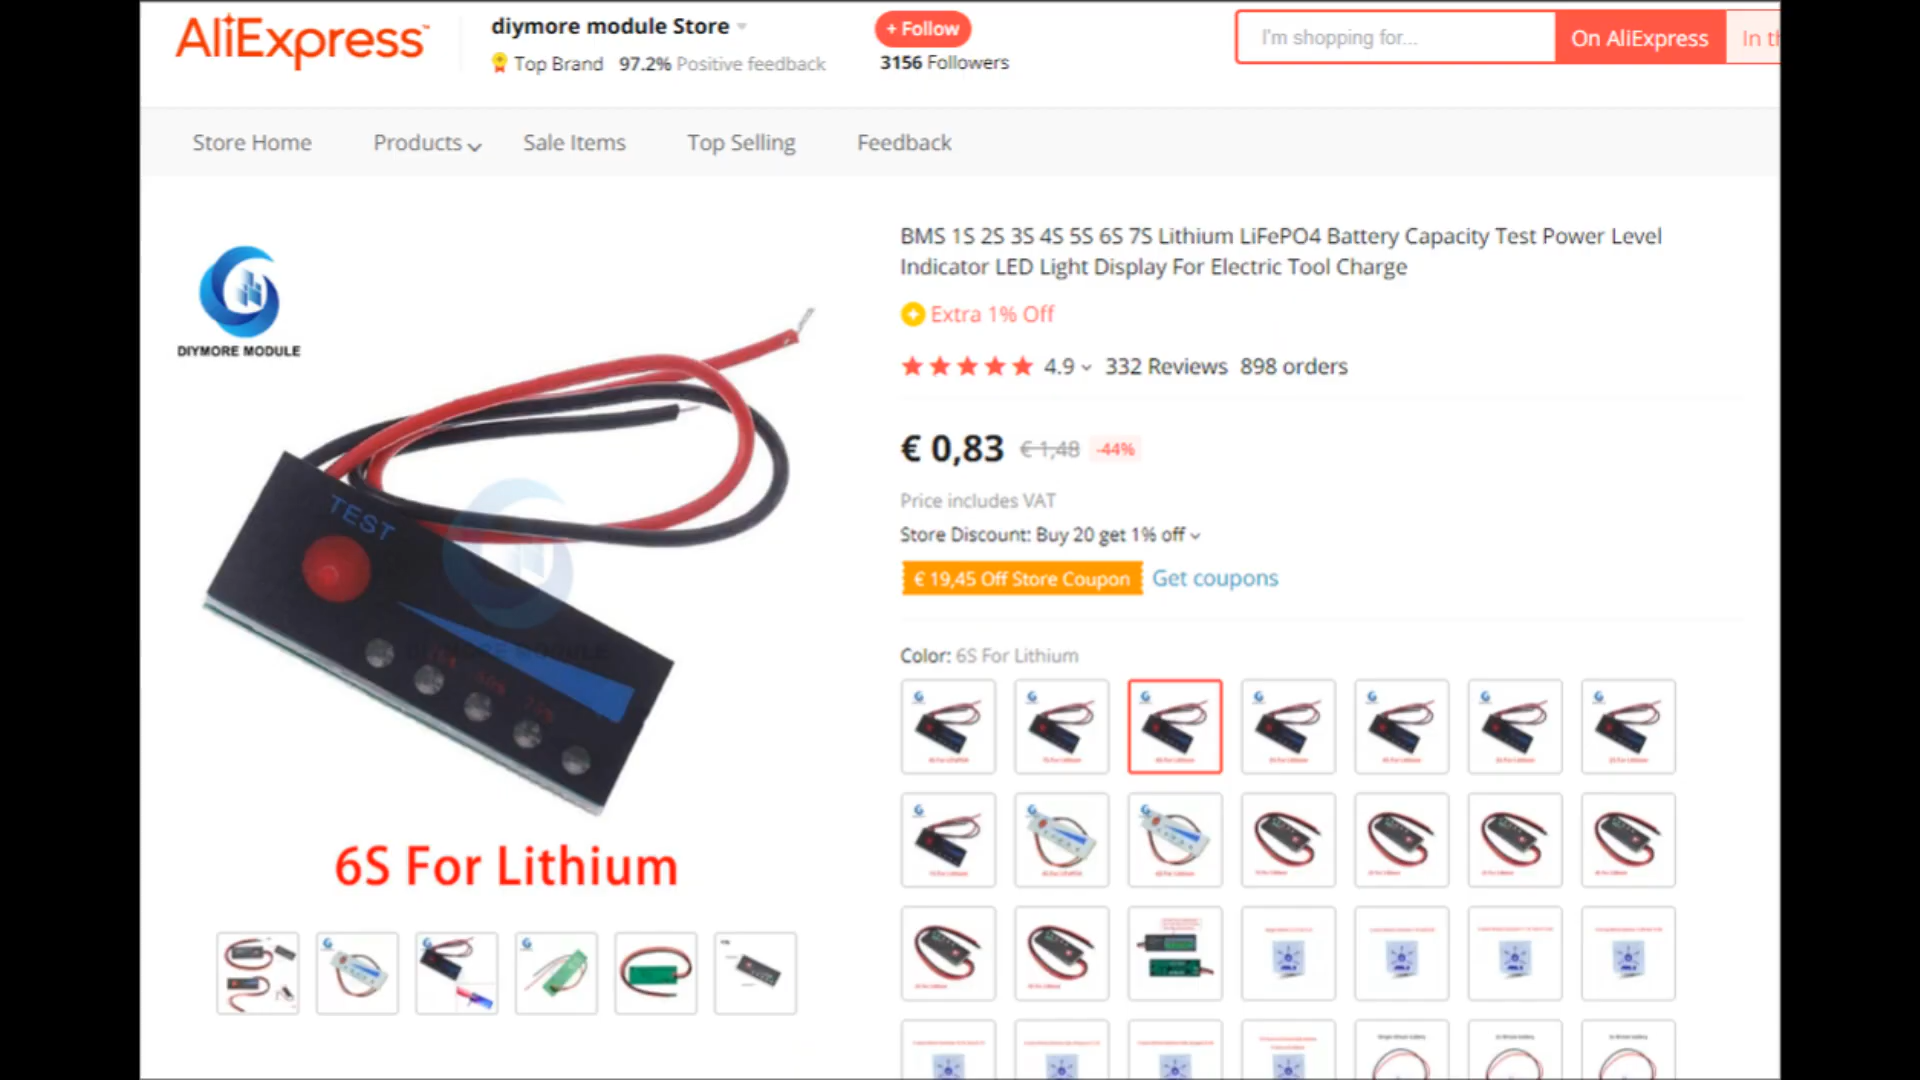 AliExpress™
diymore module Store
+ Follow
I'm shopping for...
On AliExpress
In th
Top Brand 97.2% Positive feedback
3156 Followers
Store Home
Products
Sale Items
Top Selling
Feedback
BMS 1S 2S 3S 4S 5S 6S 7S Lithium LiFePO4 Battery Capacity Test Power Level
Indicator LED Light Display For Electric Tool Charge
DIYMORE MODULE
Extra 1% Off
4.9 332 Reviews 898 orders
€ 0,83 € 1,48 -44%
Price includes VAT
TEST
Store Discount: Buy 20 get 1% off
€ 19,45 Off Store Coupon
Get coupons
Color: 6S For Lithium
6S For Lithium